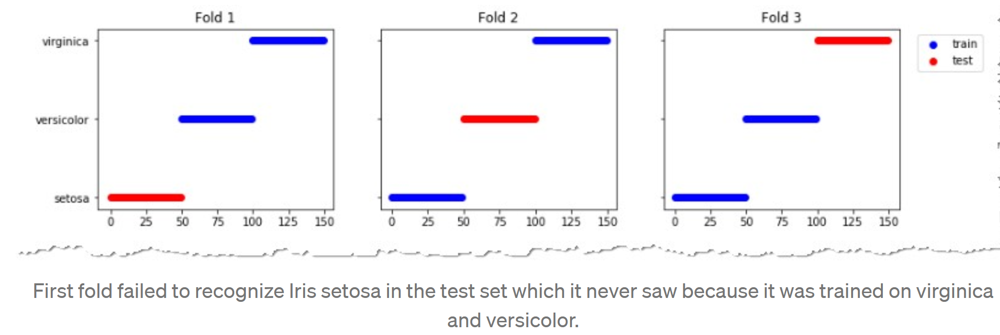 Fold 1
Fold 2
Fold 3
virginica
versicolor
setosa
0 25 50 75 100 125 150
0 25 50 75 100 125 150
0 25 50 75 100 125 150
train
test
First fold failed to recognize Iris setosa in the test set which it never saw because it was trained on virginica
and versicolor.